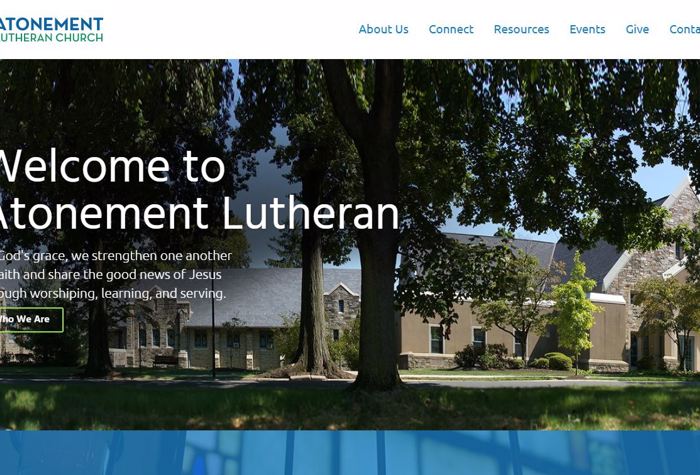 ATONEMENT
LUTHERAN CHURCH
About Us Connect Resources Events Give Conta
Welcome to
Atonement Lutheran
God's grace, we strengthen one another
aith and share the good news of Jesus
ough worshiping, learning, and serving.
Who We Are